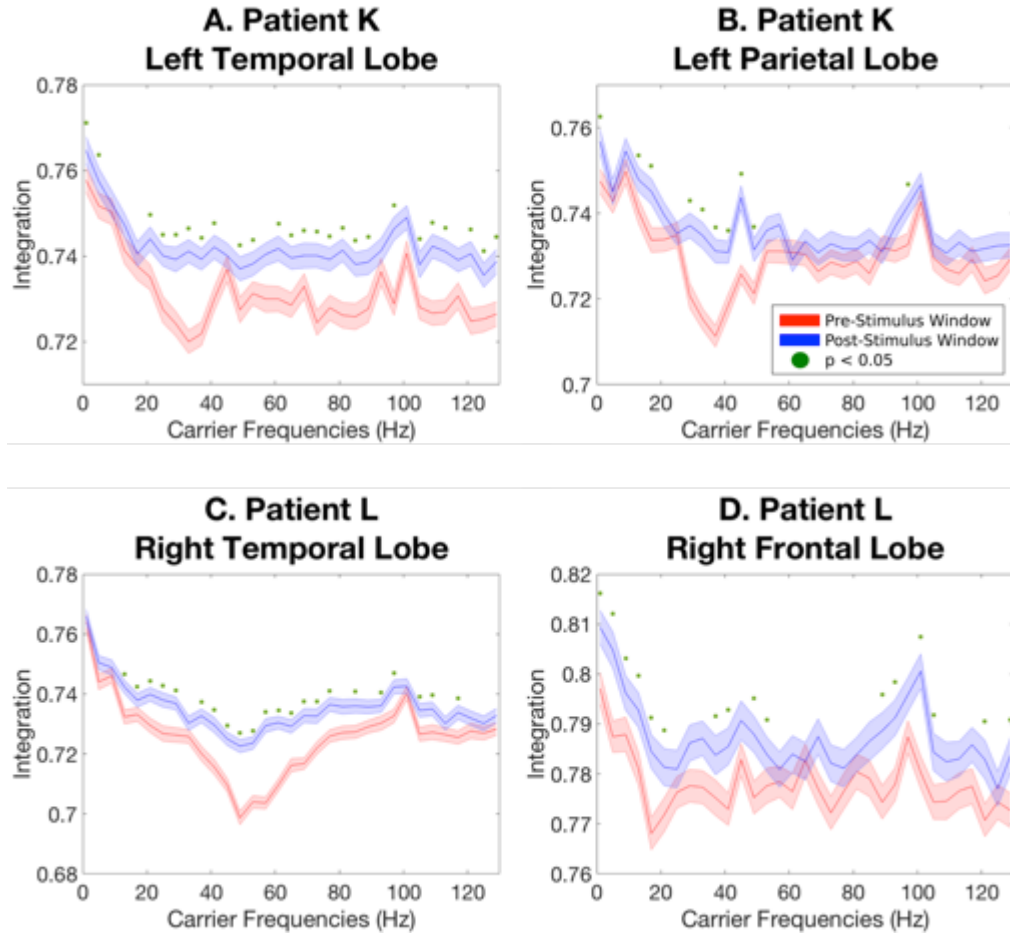 A. Patient K
Left Temporal Lobe
0.78
0.76
0.74
0.72
Integration
0 20 40 60 80 100 120
Carrier Frequencies (Hz)
B. Patient K
Left Parietal Lobe
0.76
0.74
0.72
0.7
Integration
Pre-Stimulus Window
Post-Stimulus Window
p < 0.05
0 20 40 60 80 100 120
Carrier Frequencies (Hz)
C. Patient L
Right Temporal Lobe
0.78
0.76
0.74
0.72
0.7
0.68
Integration
0 20 40 60 80 100 120
Carrier Frequencies (Hz)
D. Patient L
Right Frontal Lobe
0.82
0.81
0.8
0.79
0.78
0.77
0.76
Integration
0 20 40 60 80 100 120
Carrier Frequencies (Hz)